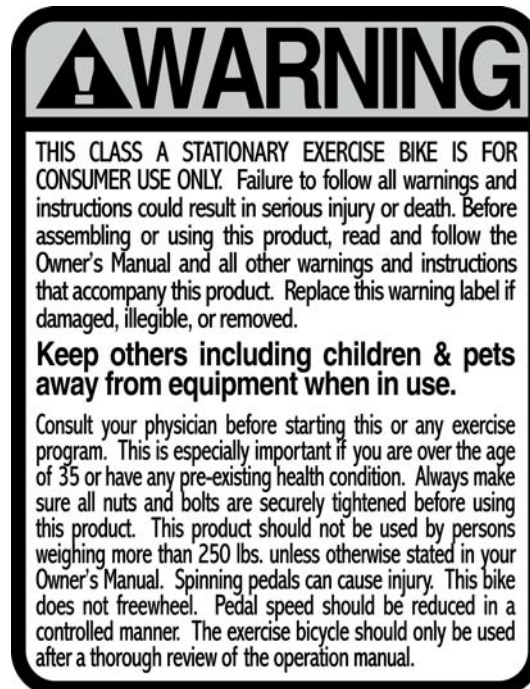 WARNING
THIS CLASS A STATIONARY EXERCISE BIKE IS FOR
CONSUMER USE ONLY. Failure to follow all warnings and
instructions could result in serious injury or death. Before
assembling or using this product, read and follow the
Owner's Manual and all other warnings and instructions
that accompany this product. Replace this warning label if
damaged, illegible, or removed.
Keep others including children & pets
away from equipment when in use.
Consult your physician before starting this or any exercise
program. This is especially important if you are over the age
of 35 or have any pre-existing health condition. Always make
sure all nuts and bolts are securely tightened before using
this product. This product should not be used by persons
weighing more than 250 lbs. unless otherwise stated in your
Owner's Manual. Spinning pedals can cause injury. This bike
does not freewheel. Pedal speed should be reduced in a
controlled manner. The exercise bicycle should only be used
after a thorough review of the operation manual.